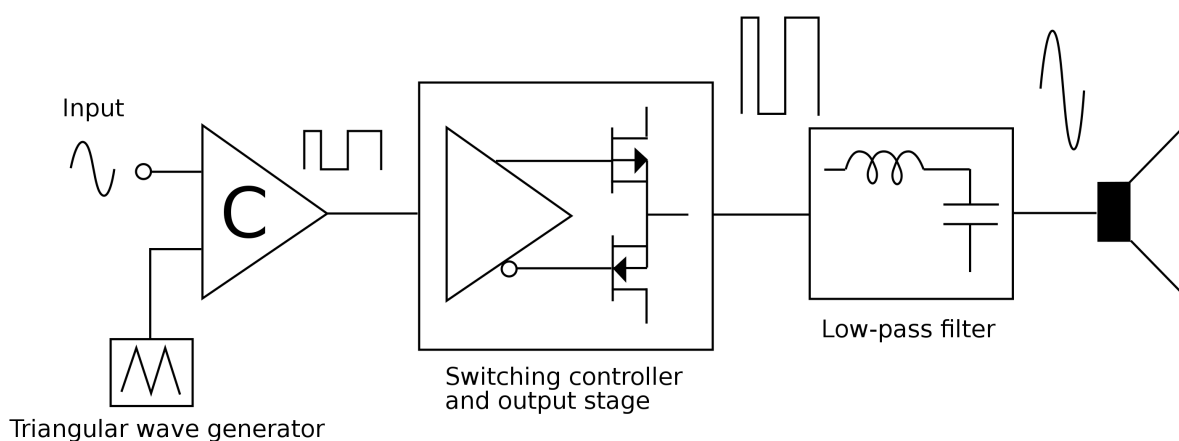 Input
C
Switching controller
and output stage
Low-pass filter
Triangular wave generator